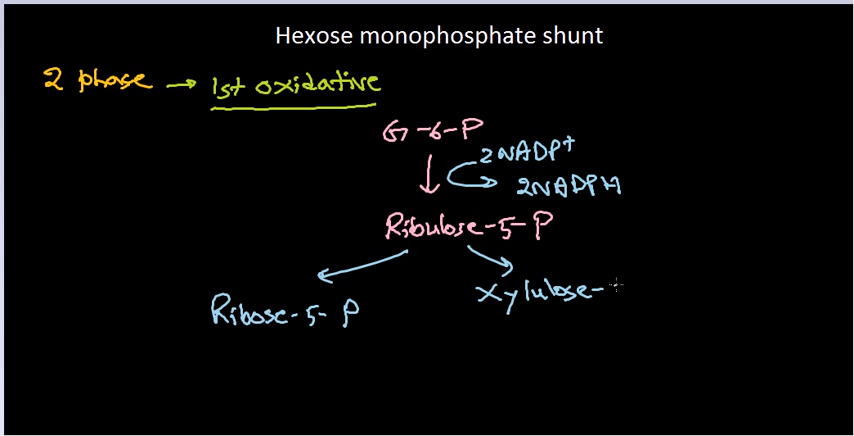 Hexose monophosphate shunt
2 phase → 1st oxidative
G-6-P
2NADP+
2NADPH
Ribulose-5-P
Ribose-5-P
Xylulose-